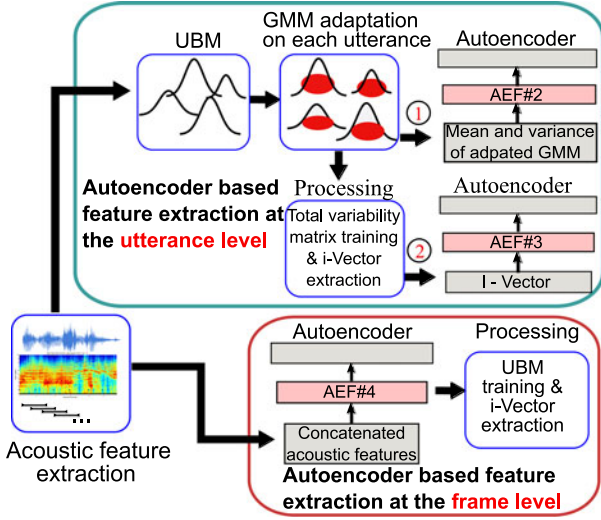 UBM
GMM adaptation
on each utterance
Autoencoder
AEF#2
Mean and variance
of adpated GMM
1
Autoencoder based
feature extraction at
the utterance level
Processing
Total variability
matrix training
& i-Vector
extraction
2
Autoencoder
AEF#3
I - Vector
Acoustic feature
extraction
Autoencoder
AEF#4
Concatenated
acoustic features
Processing
UBM
training &
i-Vector
extraction
Autoencoder based feature
extraction at the frame level